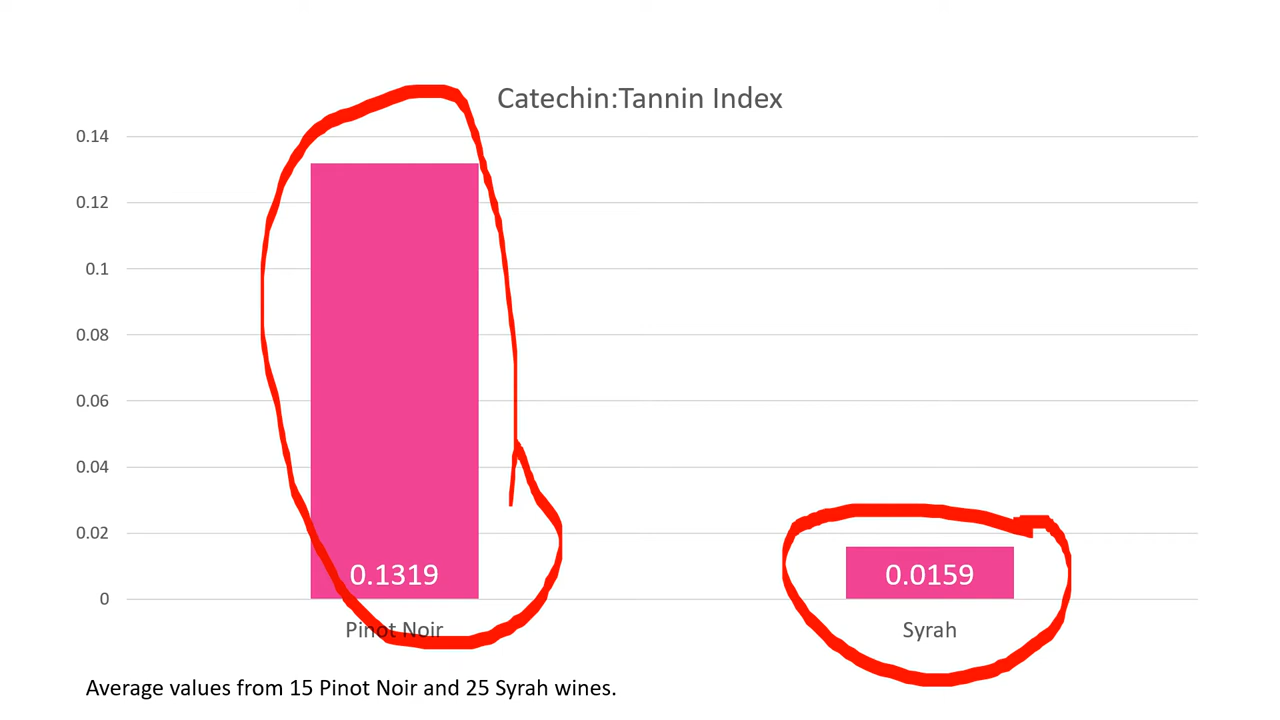 Catechin:Tannin Index
0.14
0.12
0.1
0.08
0.06
0.04
0.02
0
0.1319
0.0159
Pinot Noir
Syrah
Average values from 15 Pinot Noir and 25 Syrah wines.